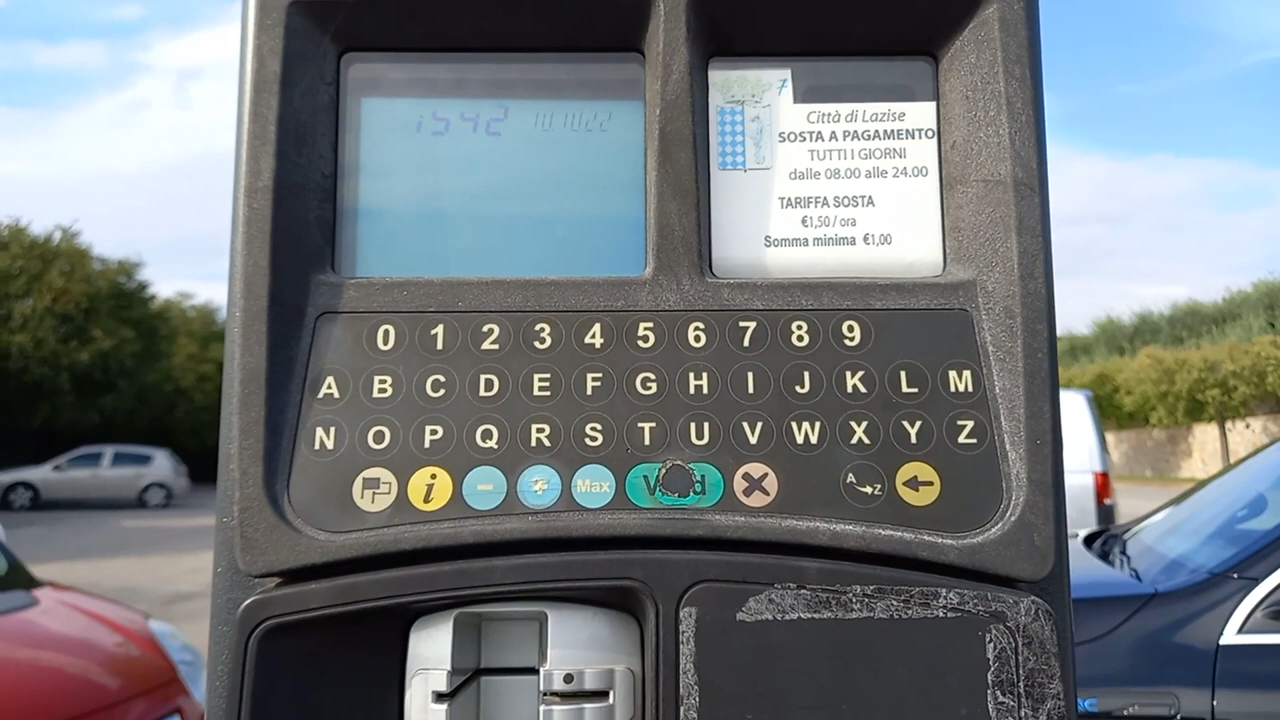 1542 10.10.22
7
Città di Lazise
SOSTA A PAGAMENTO
TUTTI I GIORNI
dalle 08.00 alle 24.00
TARIFFA SOSTA
€1,50 / ora
Somma minima €1,00
0 1 2 3 4 5 6 7 8 9
A B C D E F G H I J K L M
N O P Q R S T U V W X Y Z
i - + Max A Z